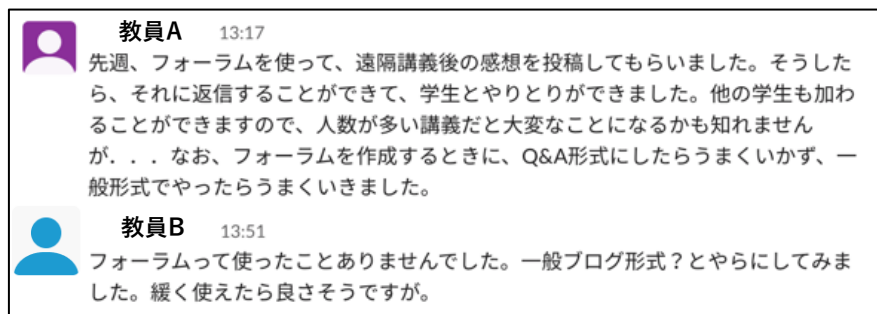 教員A 13:17
先週、フォーラムを使って、遠隔講義後の感想を投稿してもらいました。そうした
ら、それに返信することができて、学生とやりとりができました。他の学生も加わ
ることができますので、人数が多い講義だと大変なことになるかも知れません
が．．．なお、フォーラムを作成するときに、Q&A形式にしたらうまくいかず、一
般形式でやったらうまくいきました。
教員B 13:51
フォーラムって使ったことありませんでした。一般ブログ形式？とやらにしてみま
した。緩く使えたら良さそうですが。